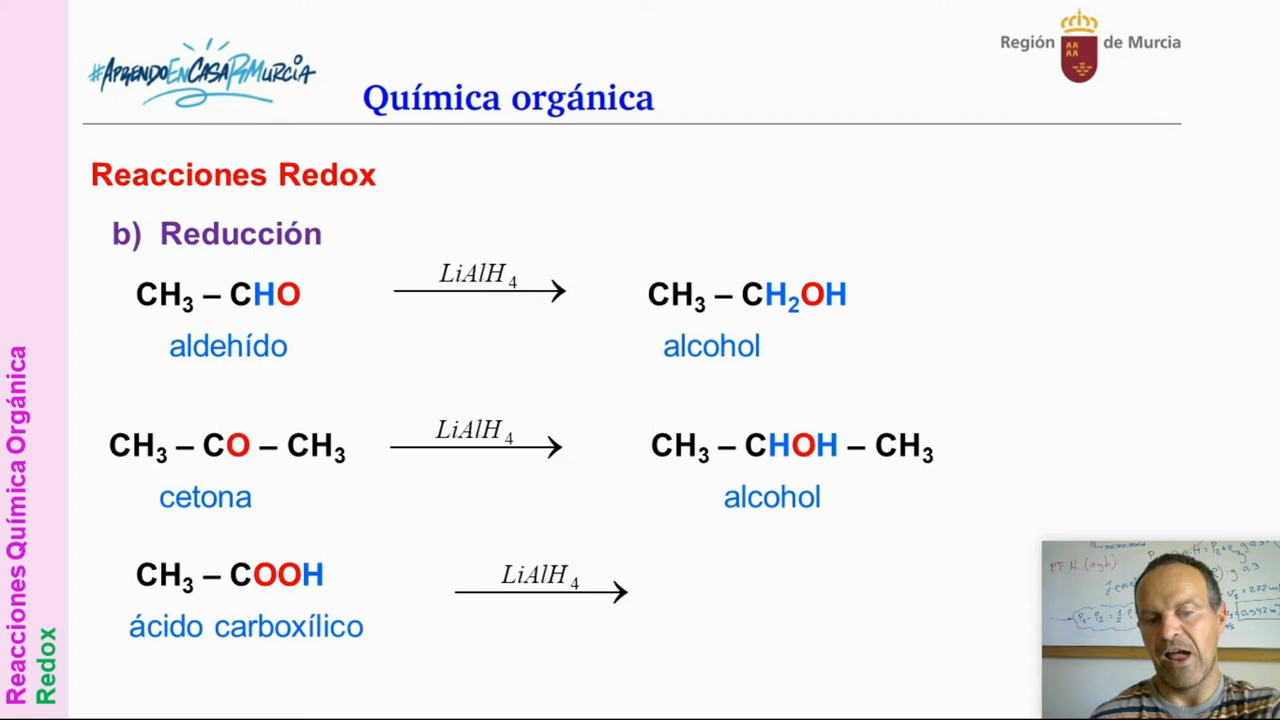 #AprendoEnCasaRMurcia
Región de Murcia
Química orgánica
Reacciones Redox
b) Reducción
CH₃ – CHO
LiAlH₄
CH₃ – CH₂OH
aldehído
alcohol
CH₃ – CO – CH₃
LiAlH₄
CH₃ – CHOH – CH₃
cetona
alcohol
CH₃ – COOH
LiAlH₄
ácido carboxílico
Reacciones Química Orgánica
Redox